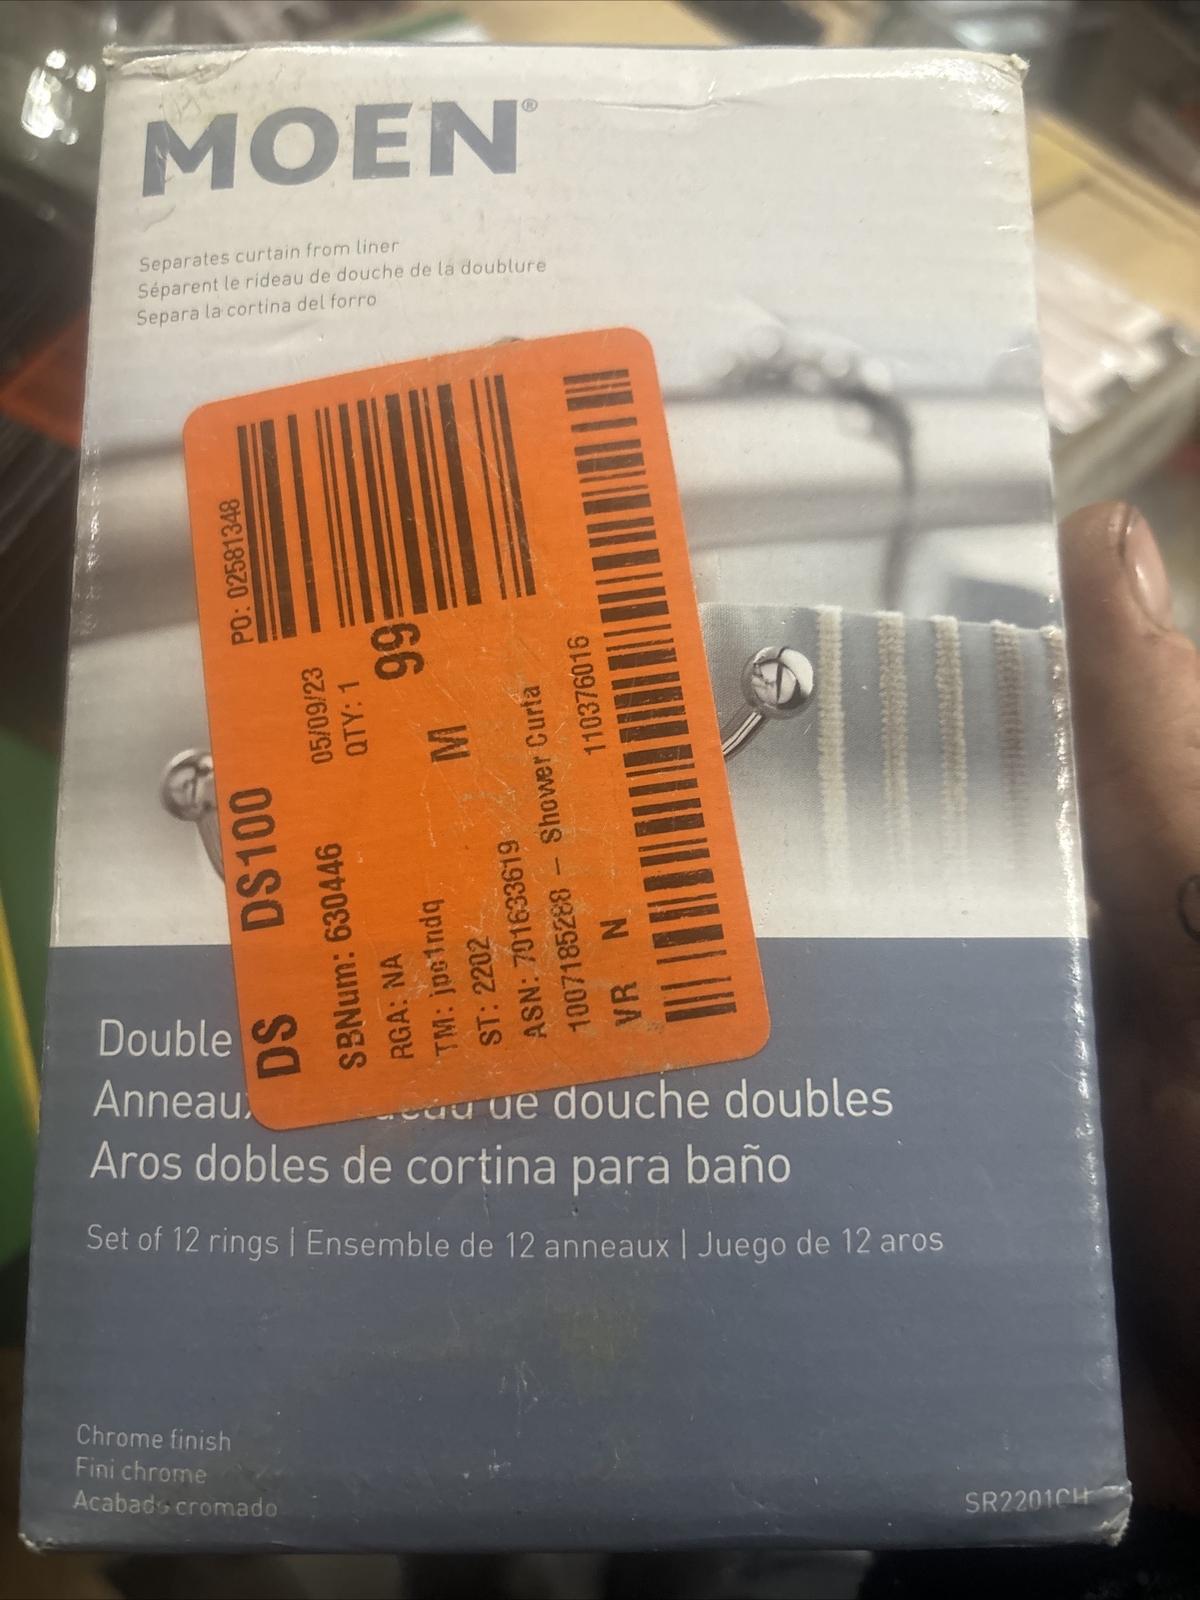 MOEN®
Separates curtain from liner
Séparent le rideau de douche de la doublure
Separa la cortina del forro
PO: 02581348
DS DS100 05/09/23
SBNum: 630446 QTY: 1
RGA: NA 99
TM: jpc1ndq M
ST: 2202
ASN: 701633619
1007185288 – Shower Curta
VR N 110376016
Double
Anneau de douche doubles
Aros dobles de cortina para baño
Set of 12 rings | Ensemble de 12 anneaux | Juego de 12 aros
Chrome finish
Fini chrome
Acabado cromado
SR2201CH